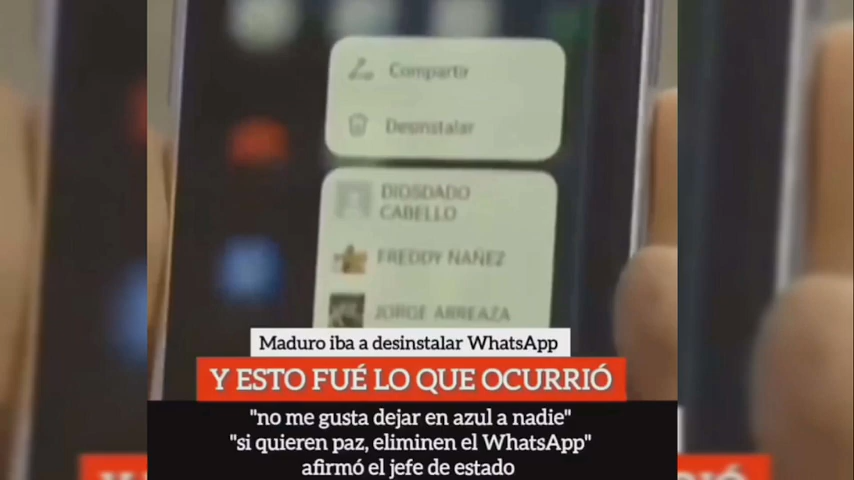 Compartir
Desinstalar
DIOSDADO
CABELLO
FREDDY ÑAÑEZ
JORGE ARREAZA
Maduro iba a desinstalar WhatsApp
Y ESTO FUÉ LO QUE OCURRIÓ
"no me gusta dejar en azul a nadie"
"si quieren paz, eliminen el WhatsApp"
afirmó el jefe de estado